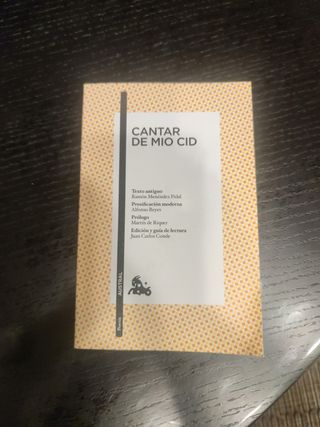 CANTAR
DE MIO CID
Texto antiguo
Ramón Menéndez Pidal
Prosificación moderna
Alfonso Reyes
Prólogo
Martín de Riquer
Edición y guía de lectura
Juan Carlos Conde
AUSTRAL
Poesía